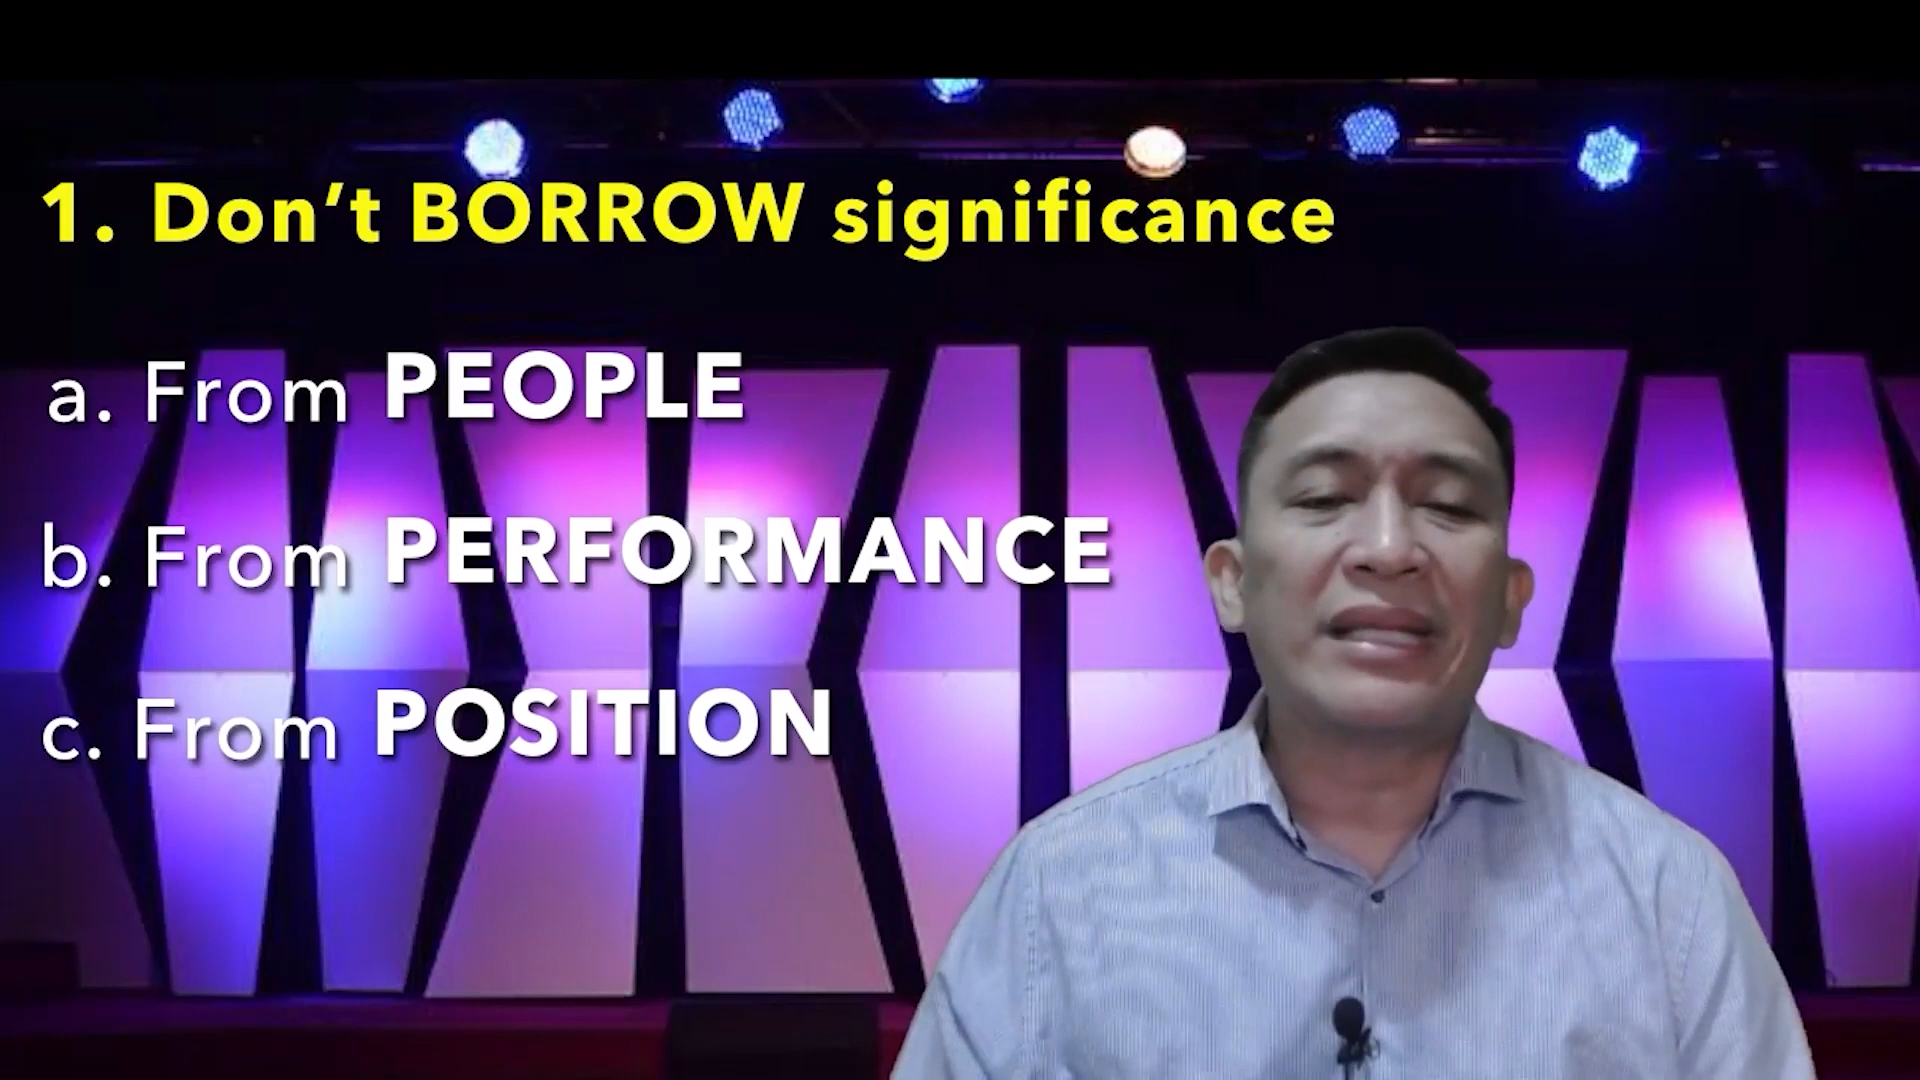 1. Don’t BORROW significance
a. From PEOPLE
b. From PERFORMANCE
c. From POSITION